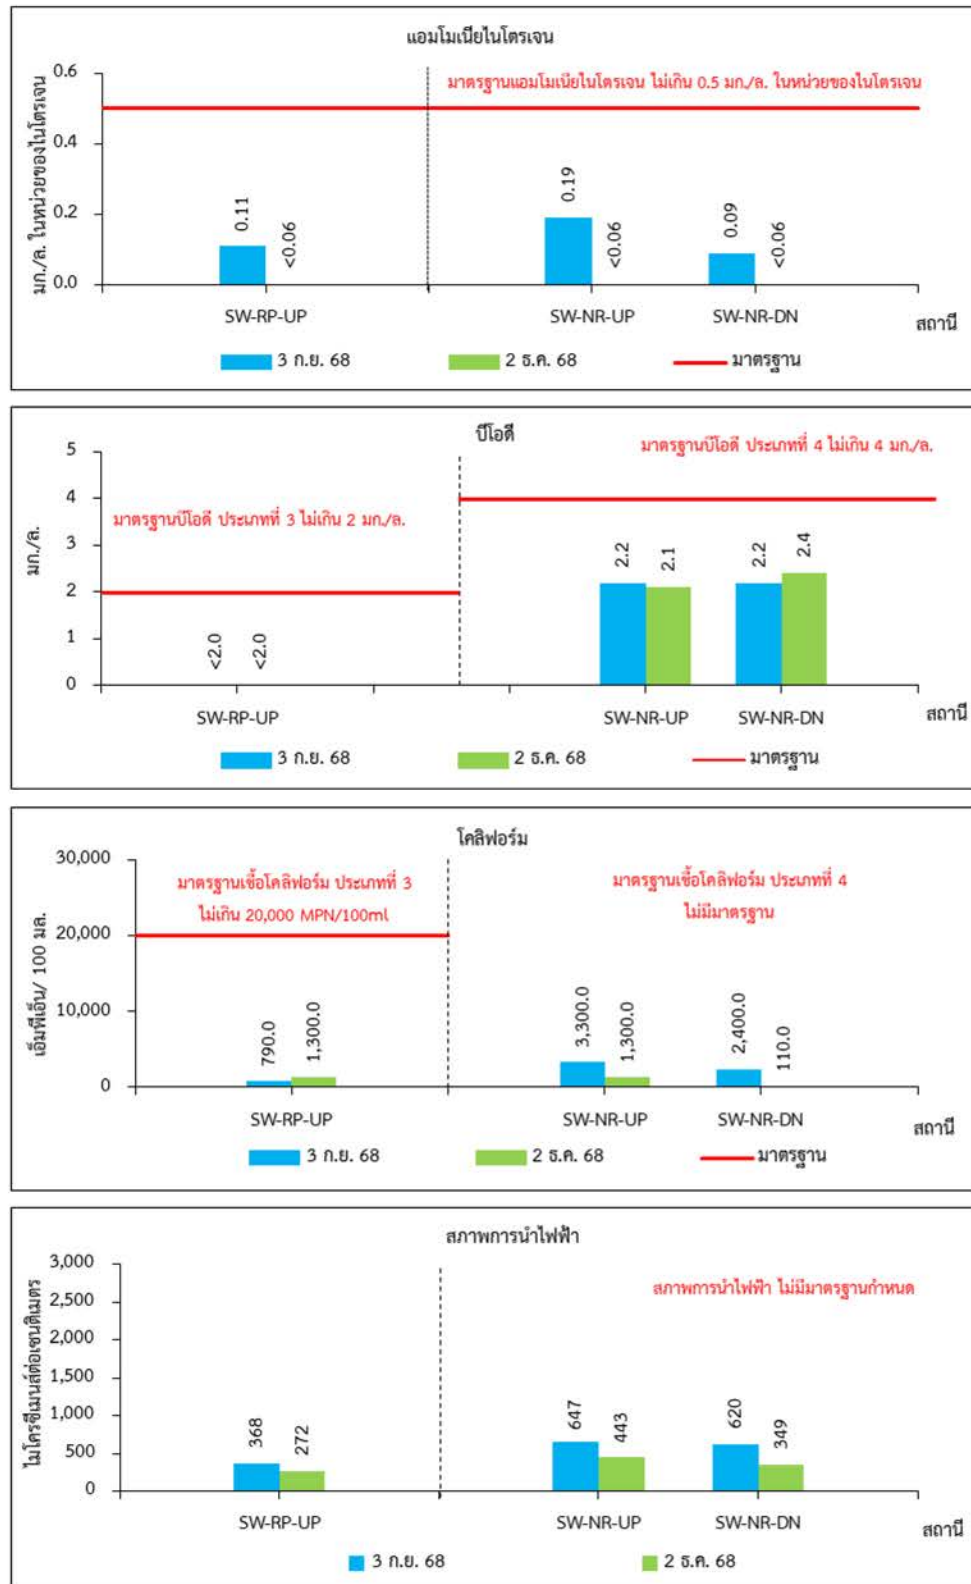 แอมโมเนียไนโตรเจน
มาตรฐานแอมโมเนียไนโตรเจน ไม่เกิน 0.5 มก./ล. ในหน่วยของไนโตรเจน
มก./ล. ในหน่วยของไนโตรเจน
0.6
0.4
0.2
0.0
0.11
<0.06
0.19
<0.06
0.09
<0.06
SW-RP-UP
SW-NR-UP
SW-NR-DN
สถานี
3 ก.ย. 68
2 ธ.ค. 68
มาตรฐาน
บีโอดี
มาตรฐานบีโอดี ประเภทที่ 4 ไม่เกิน 4 มก./ล.
มาตรฐานบีโอดี ประเภทที่ 3 ไม่เกิน 2 มก./ล.
มก./ล.
5
4
3
2
1
0
<2.0
<2.0
2.2
2.1
2.2
2.4
SW-RP-UP
SW-NR-UP
SW-NR-DN
สถานี
3 ก.ย. 68
2 ธ.ค. 68
มาตรฐาน
โคลิฟอร์ม
มาตรฐานเชื้อโคลิฟอร์ม ประเภทที่ 3
ไม่เกิน 20,000 MPN/100ml
มาตรฐานเชื้อโคลิฟอร์ม ประเภทที่ 4
ไม่มีมาตรฐาน
เอ็มพีเอ็น/ 100 มล.
30,000
20,000
10,000
0
790.0
1,300.0
3,300.0
1,300.0
2,400.0
110.0
SW-RP-UP
SW-NR-UP
SW-NR-DN
สถานี
3 ก.ย. 68
2 ธ.ค. 68
มาตรฐาน
สภาพการนำไฟฟ้า
สภาพการนำไฟฟ้า ไม่มีมาตรฐานกำหนด
ไมโครซีเมนส์ต่อเซนติเมตร
3,000
2,500
2,000
1,500
1,000
500
0
368
272
647
443
620
349
SW-RP-UP
SW-NR-UP
SW-NR-DN
สถานี
3 ก.ย. 68
2 ธ.ค. 68